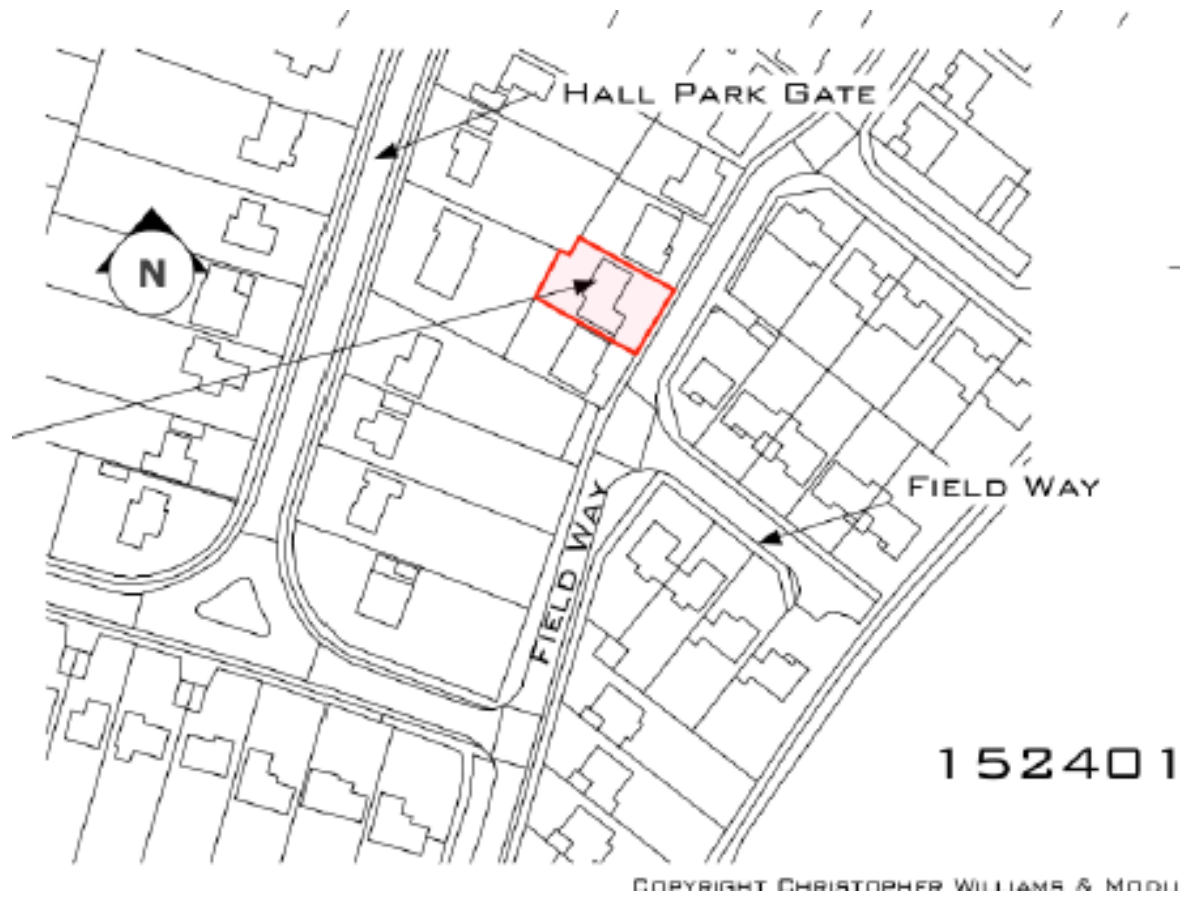 HALL PARK GATE
N
FIELD WAY
FIELD WAY
152401
COPYRIGHT CHRISTOPHER WILLIAMS &